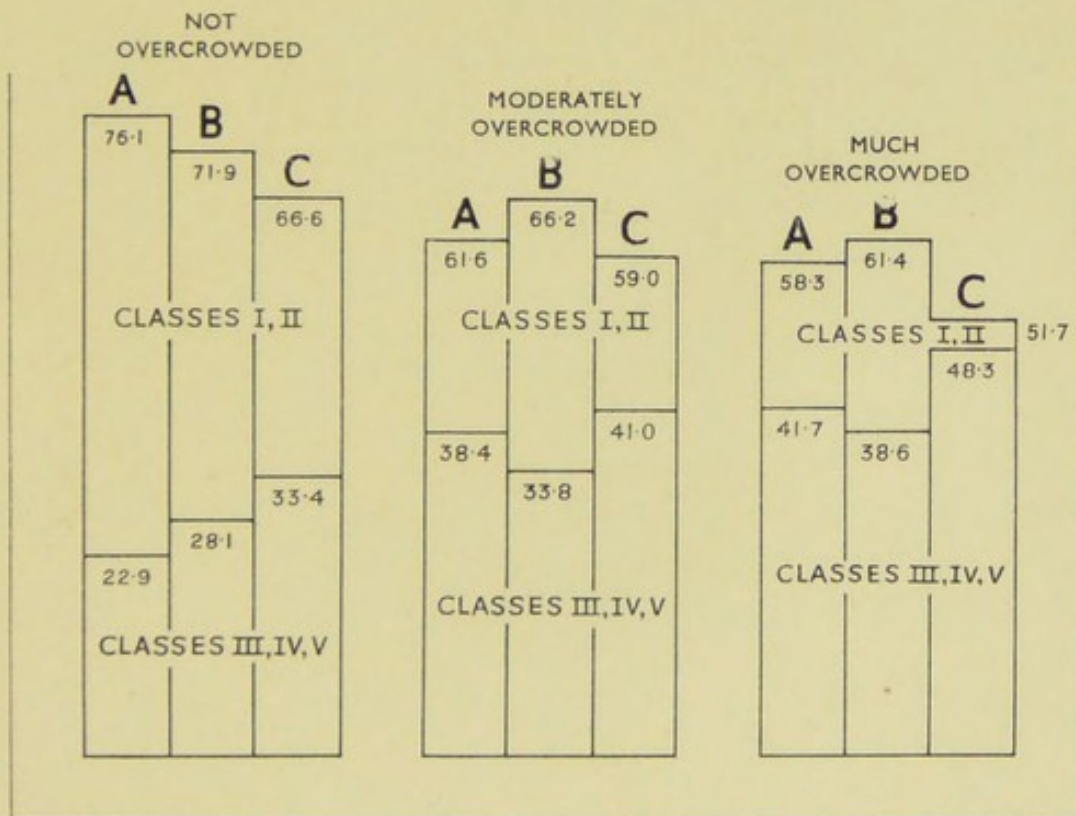 NOT
OVERCROWDED
A
B
C
76·1
71·9
66·6
CLASSES I, II
33·4
28·1
22·9
CLASSES III, IV, V
MODERATELY
OVERCROWDED
A
B
C
61·6
66·2
59·0
CLASSES I, II
38·4
33·8
41·0
CLASSES III, IV, V
MUCH
OVERCROWDED
A
B
C
58·3
61·4
51·7
CLASSES I, II
41·7
38·6
48·3
CLASSES III, IV, V